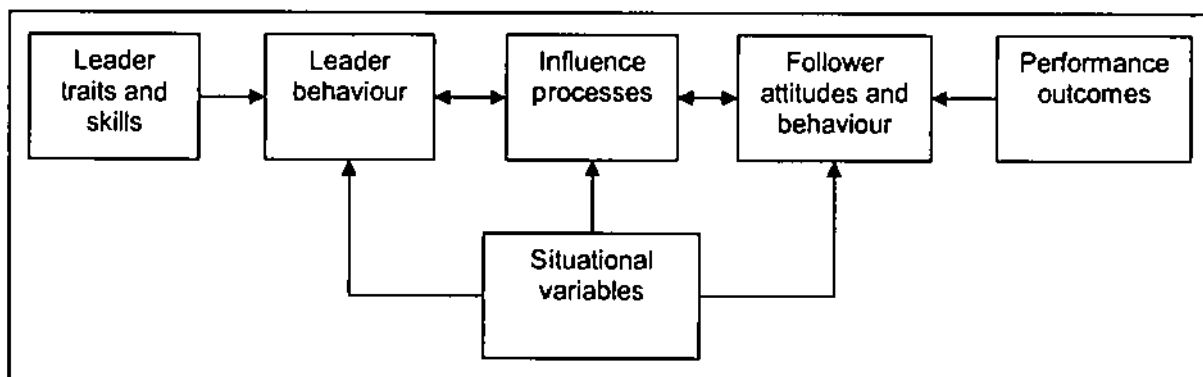 Leader
traits and
skills
Leader
behaviour
Influence
processes
Follower
attitudes and
behaviour
Performance
outcomes
Situational
variables